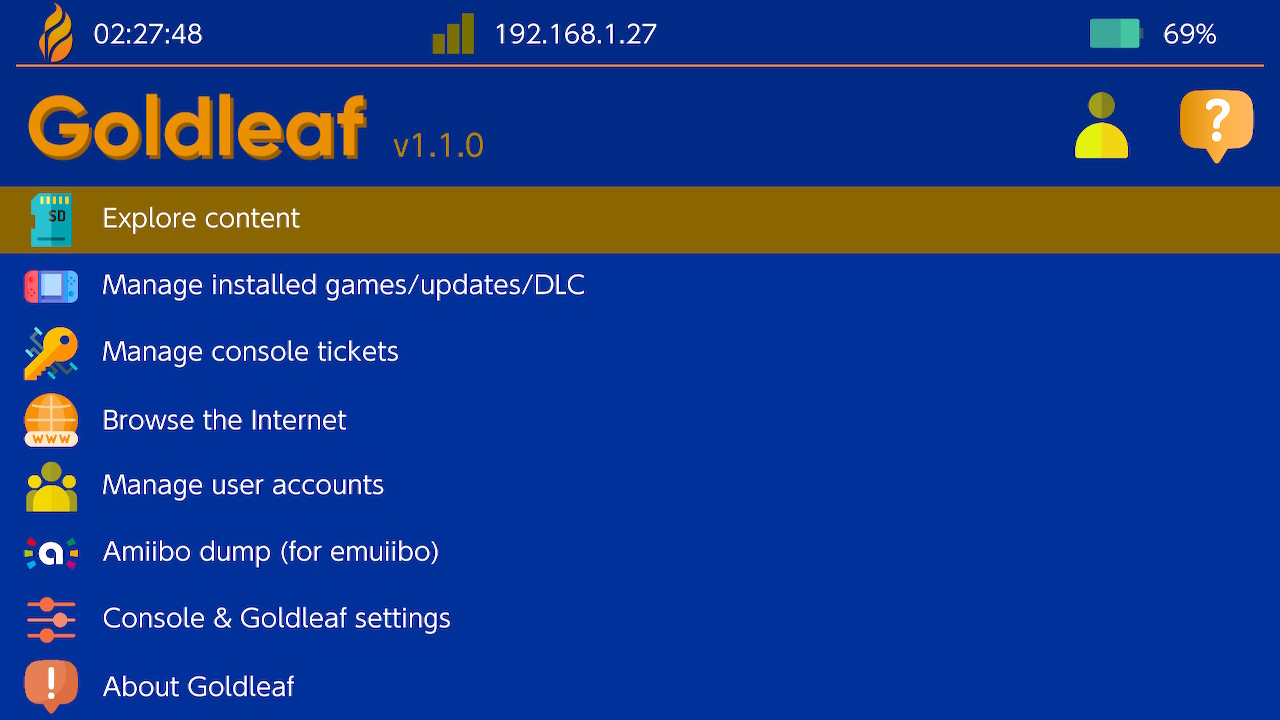 02:27:48 192.168.1.27 69%
Goldleaf v1.1.0 ?
SD Explore content
Manage installed games/updates/DLC
Manage console tickets
Browse the Internet
WWW
Manage user accounts
a Amiibo dump (for emuiibo)
Console & Goldleaf settings
! About Goldleaf